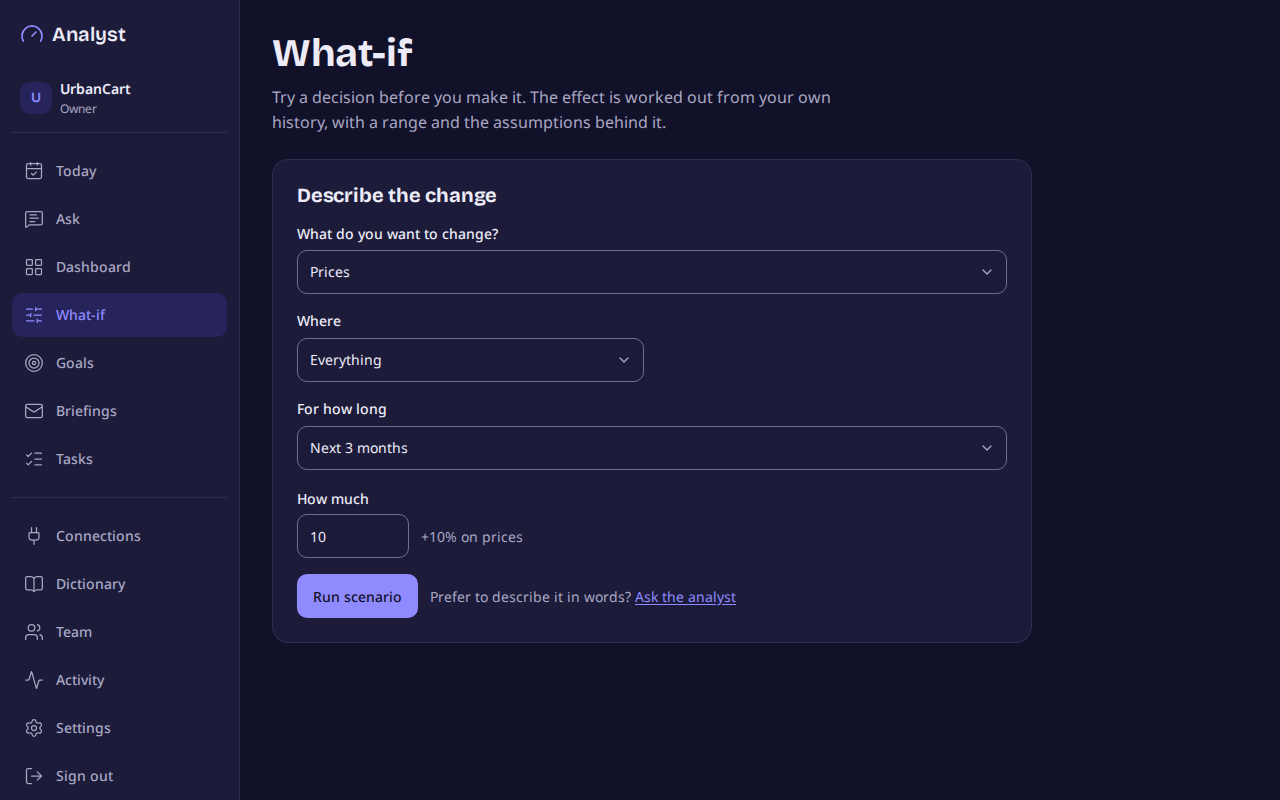 Analyst
U
UrbanCart
Owner
Today
Ask
Dashboard
What-if
Goals
Briefings
Tasks
Connections
Dictionary
Team
Activity
Settings
Sign out
What-if
Try a decision before you make it. The effect is worked out from your own
history, with a range and the assumptions behind it.
Describe the change
What do you want to change?
Prices
Where
Everything
For how long
Next 3 months
How much
10
+10% on prices
Run scenario
Prefer to describe it in words? Ask the analyst